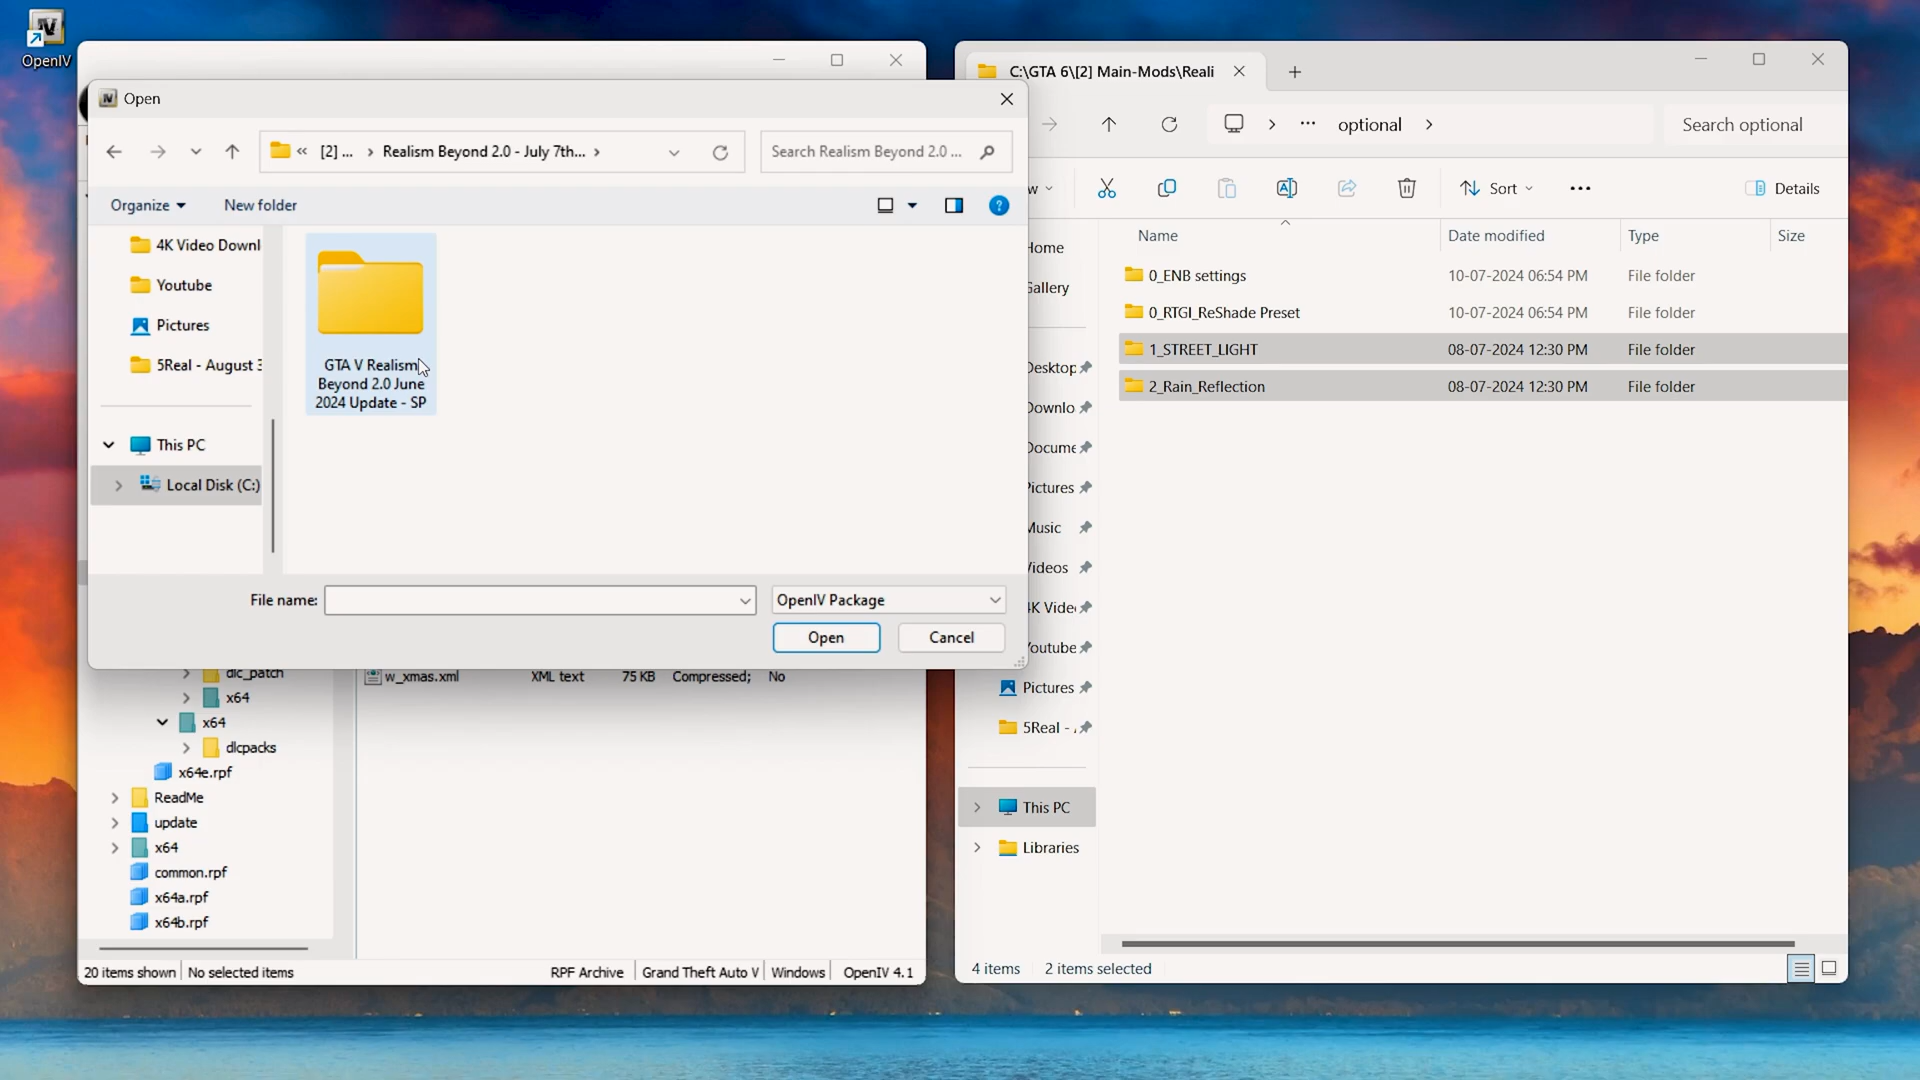 OpenIV
Open
« [2] ... › Realism Beyond 2.0 - July 7th... ›
Search Realism Beyond 2.0 ...
Organize
New folder
4K Video Downl
Youtube
Pictures
5Real - August 3
This PC
Local Disk (C:)
GTA V Realism
Beyond 2.0 June
2024 Update - SP
File name:
OpenIV Package
Open
Cancel
dlc_patch
x64
x64
dlcpacks
x64e.rpf
ReadMe
update
x64
common.rpf
x64a.rpf
x64b.rpf
w_xmas.xml XML text 75 KB Compressed; No
20 items shown No selected items RPF Archive Grand Theft Auto V Windows OpenIV 4.1
C:\GTA 6\[2] Main-Mods\Reali
optional
Search optional
w
Sort
Details
Name Date modified Type Size
0_ENB settings 10-07-2024 06:54 PM File folder
0_RTGI_ReShade Preset 10-07-2024 06:54 PM File folder
1_STREET_LIGHT 08-07-2024 12:30 PM File folder
2_Rain_Reflection 08-07-2024 12:30 PM File folder
Home
Gallery
Desktop
Downlo
Docume
Pictures
Music
Videos
4K Vide
Youtube
Pictures
5Real -
This PC
Libraries
4 items 2 items selected